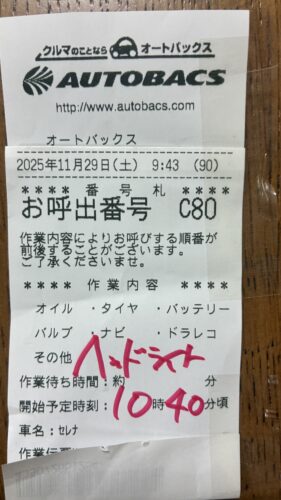 クルマのことなら オートバックス
AUTOBACS
http://www.autobacs.com
オートバックス
2025年11月29日(土) 9:43 (90)
**** 番号札 ****
お呼出番号 C80
作業内容によりお呼びする順番が
前後することがございます。
ご了承くださいませ。
**** 作業内容 ****
オイル ・タイヤ ・バッテリー
バルブ ・ナビ ・ドラレコ
その他 ヘッドライト
作業待ち時間：約 分
開始予定時刻：10時40分頃
車名：セレナ